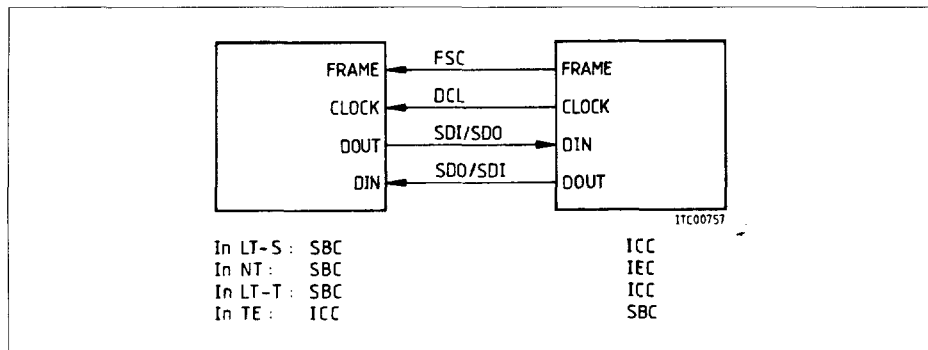 FRAME FSC FRAME
CLOCK DCL CLOCK
DOUT SDI/SDO DIN
DIN SDO/SDI DOUT
ITC00757
In LT-S : SBC ICC
In NT : SBC IEC
In LT-T : SBC ICC
In TE : ICC SBC